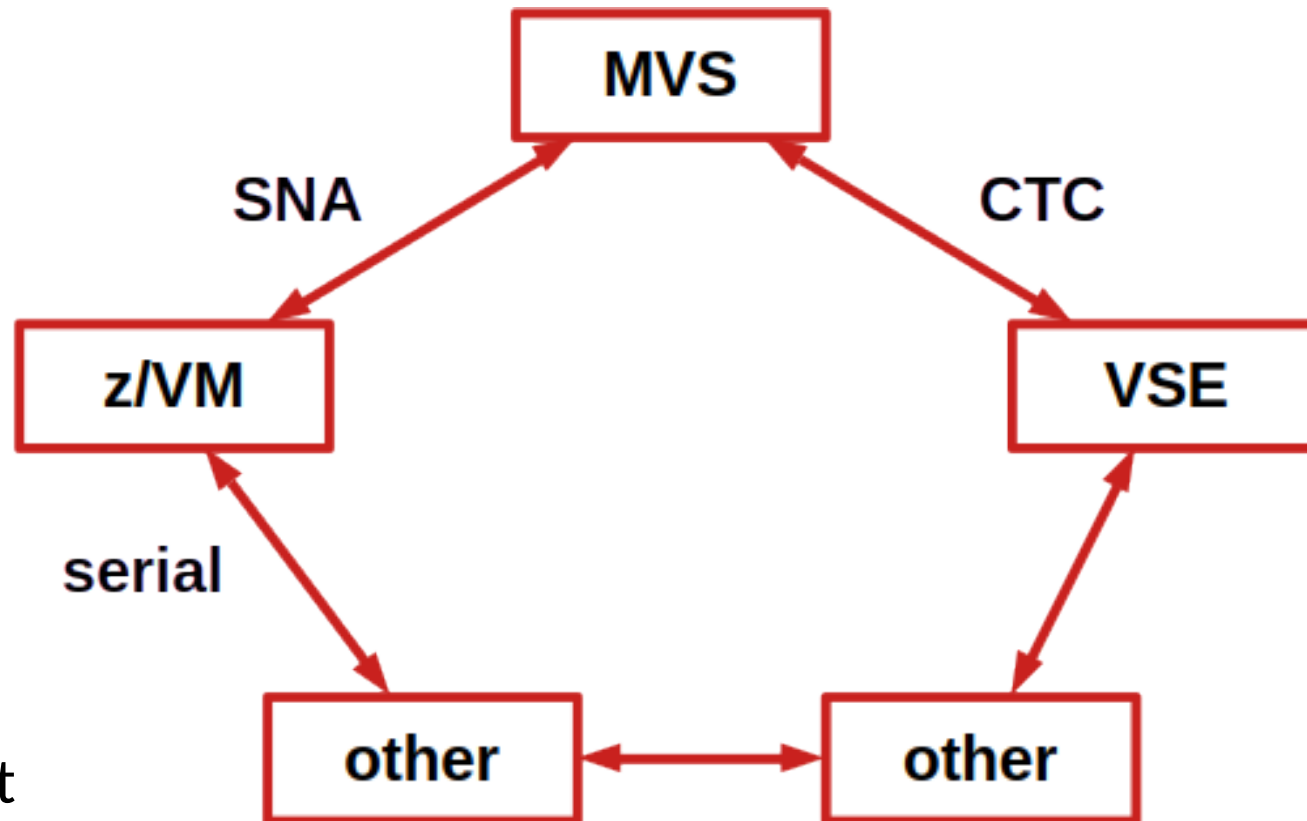 MVS
SNA
CTC
z/VM
VSE
serial
other
other
t